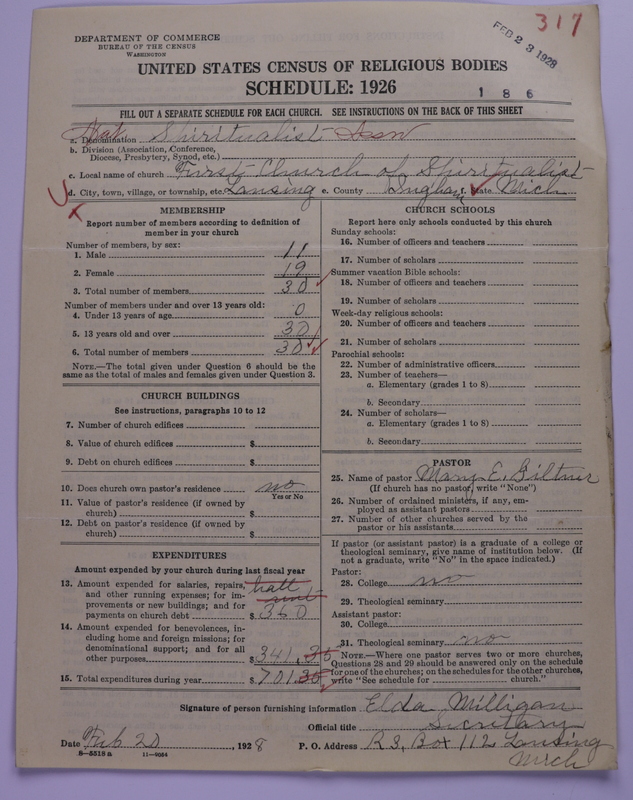 317
FEB 23 1928
DEPARTMENT OF COMMERCE
BUREAU OF THE CENSUS
WASHINGTON
UNITED STATES CENSUS OF RELIGIOUS BODIES
SCHEDULE: 1926
1 8 6
FILL OUT A SEPARATE SCHEDULE FOR EACH CHURCH. SEE INSTRUCTIONS ON THE BACK OF THIS SHEET
a. Denomination Nat. Spiritualist Assn
b. Division (Association, Conference,
Diocese, Presbytery, Synod, etc.)
c. Local name of church First Church of Spiritualist
d. City, town, village, or township, etc. Lansing e. County Ingham f. State Mich
MEMBERSHIP
Report number of members according to definition of
member in your church
Number of members, by sex:
1. Male 11
2. Female 19
3. Total number of members 30
Number of members under and over 13 years old:
4. Under 13 years of age 0
5. 13 years old and over 30
6. Total number of members 30
NOTE.—The total given under Question 6 should be
same as the total of males and females given under Question 3.
CHURCH BUILDINGS
See instructions, paragraphs 10 to 12
7. Number of church edifices
8. Value of church edifices $
9. Debt on church edifices $
10. Does church own pastor's residence no
Yes or No
11. Value of pastor's residence (if owned by
church) $
12. Debt on pastor's residence (if owned by
church) $
EXPENDITURES
Amount expended by your church during last fiscal year
13. Amount expended for salaries, repairs, hall
and other running expenses; for im- rent
provements or new buildings; and for
payments on church debt $ 360
14. Amount expended for benevolences, in-
cluding home and foreign missions; for
denominational support; and for all
other purposes $ 341.35
15. Total expenditures during year $ 701.35
CHURCH SCHOOLS
Report here only schools conducted by this church
Sunday schools:
16. Number of officers and teachers
17. Number of scholars
Summer vacation Bible schools:
18. Number of officers and teachers
19. Number of scholars
Week-day religious schools:
20. Number of officers and teachers
21. Number of scholars
Parochial schools:
22. Number of administrative officers
23. Number of teachers—
a. Elementary (grades 1 to 8)
b. Secondary
24. Number of scholars—
a. Elementary (grades 1 to 8)
b. Secondary
PASTOR
25. Name of pastor Mary E. Giltner
(If church has no pastor, write "None")
26. Number of ordained ministers, if any, em-
ployed as assistant pastors
27. Number of other churches served by the
pastor or his assistants
If pastor (or assistant pastor) is a graduate of a college or
theological seminary, give name of institution below. (If
not a graduate, write "No" in the space indicated.)
Pastor:
28. College no
29. Theological seminary
Assistant pastor:
30. College
31. Theological seminary no
NOTE.—Where one pastor serves two or more churches,
Questions 28 and 29 should be answered only on the schedule
for one of the churches; on the schedules for the other churches,
write "See schedule for church."
Signature of person furnishing information Elda Milligan
Official title Secretary
Date Feb 20, 1928 P. O. Address R 3, Box 112 Lansing
Mich
8—5518 a 11—9064